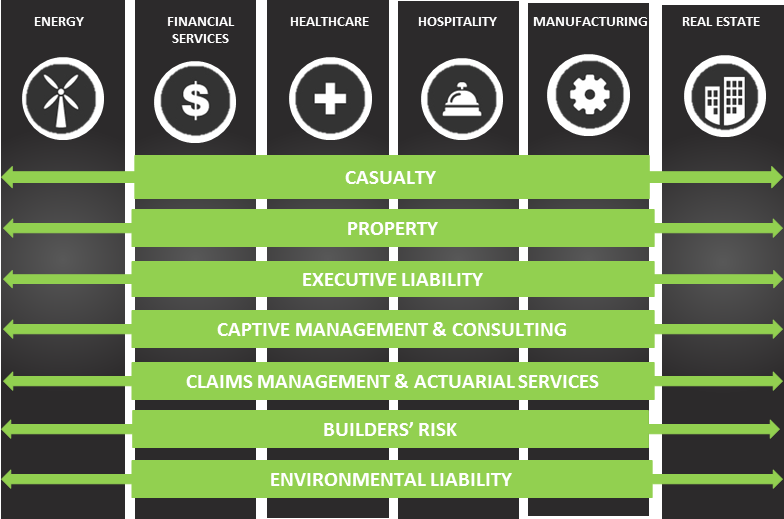 ENERGY
FINANCIAL
SERVICES
HEALTHCARE
HOSPITALITY
MANUFACTURING
REAL ESTATE
$
CASUALTY
PROPERTY
EXECUTIVE LIABILITY
CAPTIVE MANAGEMENT & CONSULTING
CLAIMS MANAGEMENT & ACTUARIAL SERVICES
BUILDERS’ RISK
ENVIRONMENTAL LIABILITY